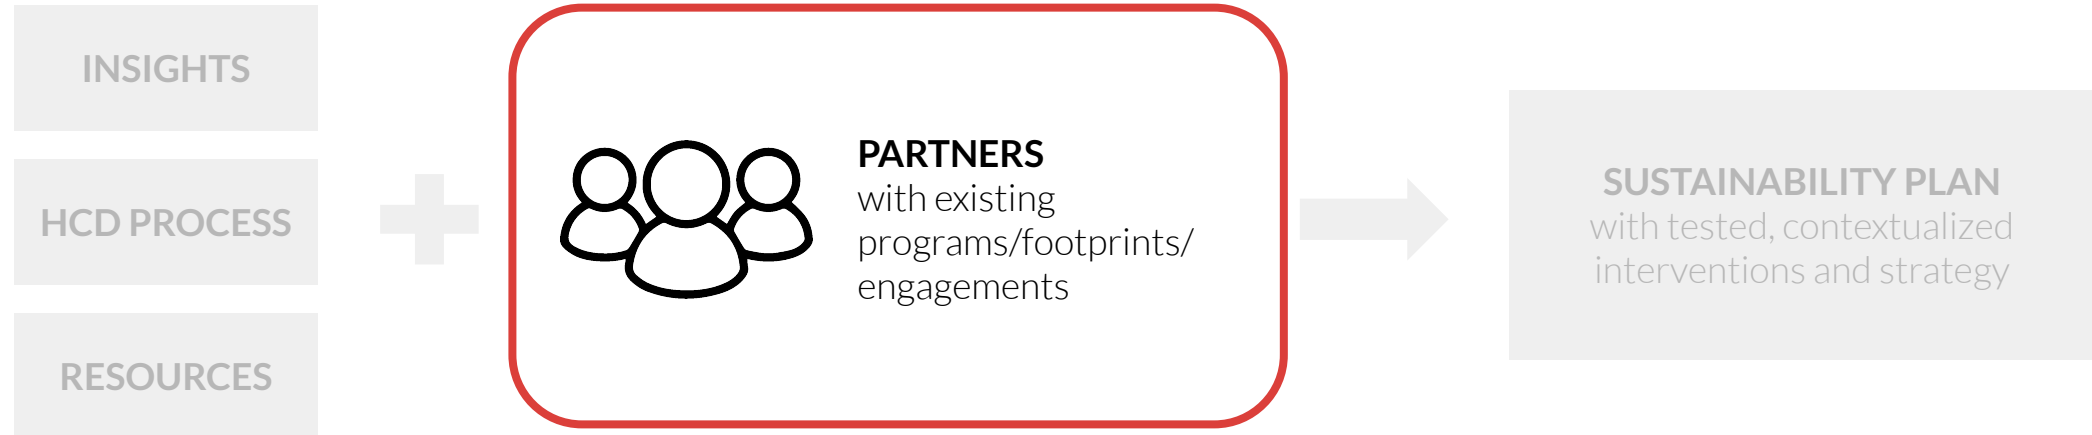 INSIGHTS
HCD PROCESS
RESOURCES
PARTNERS
with existing
programs/footprints/
engagements
SUSTAINABILITY PLAN
with tested, contextualized
interventions and strategy